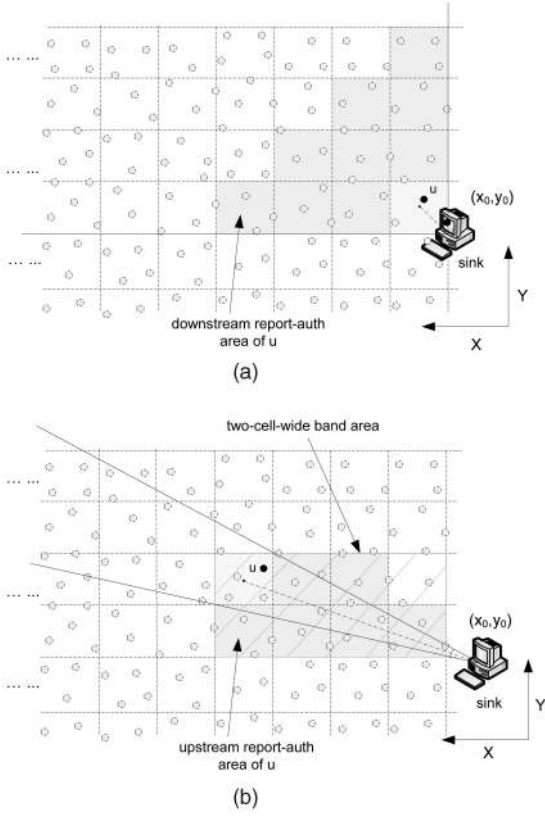 ... ...
... ...
u
(x0,y0)
... ...
... ...
sink
Y
downstream report-auth
area of u
X
(a)
two-cell-wide band area
... ...
u
... ...
(x0,y0)
... ...
sink
Y
upstream report-auth
area of u
X
(b)